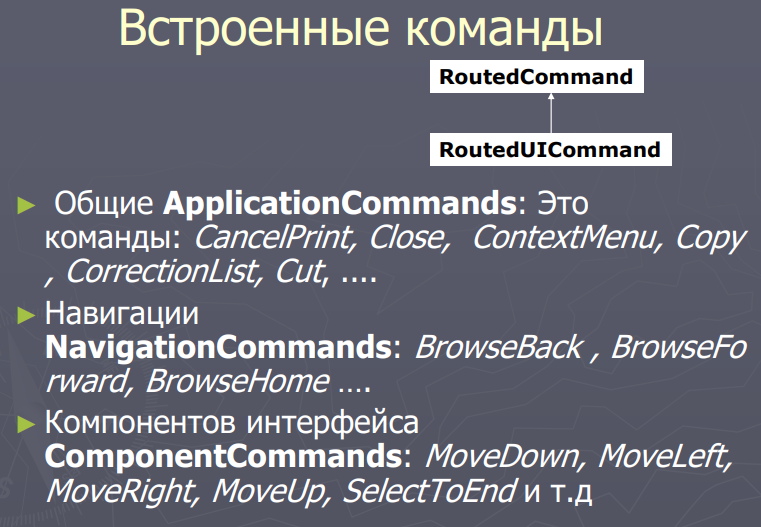 Встроенные команды
RoutedCommand
RoutedUICommand
► Общие ApplicationCommands: Это
команды: CancelPrint, Close, ContextMenu, Copy
, CorrectionList, Cut, ....
► Навигации
NavigationCommands: BrowseBack , BrowseFo
rward, BrowseHome ….
► Компонентов интерфейса
ComponentCommands: MoveDown, MoveLeft,
MoveRight, MoveUp, SelectToEnd и т.д